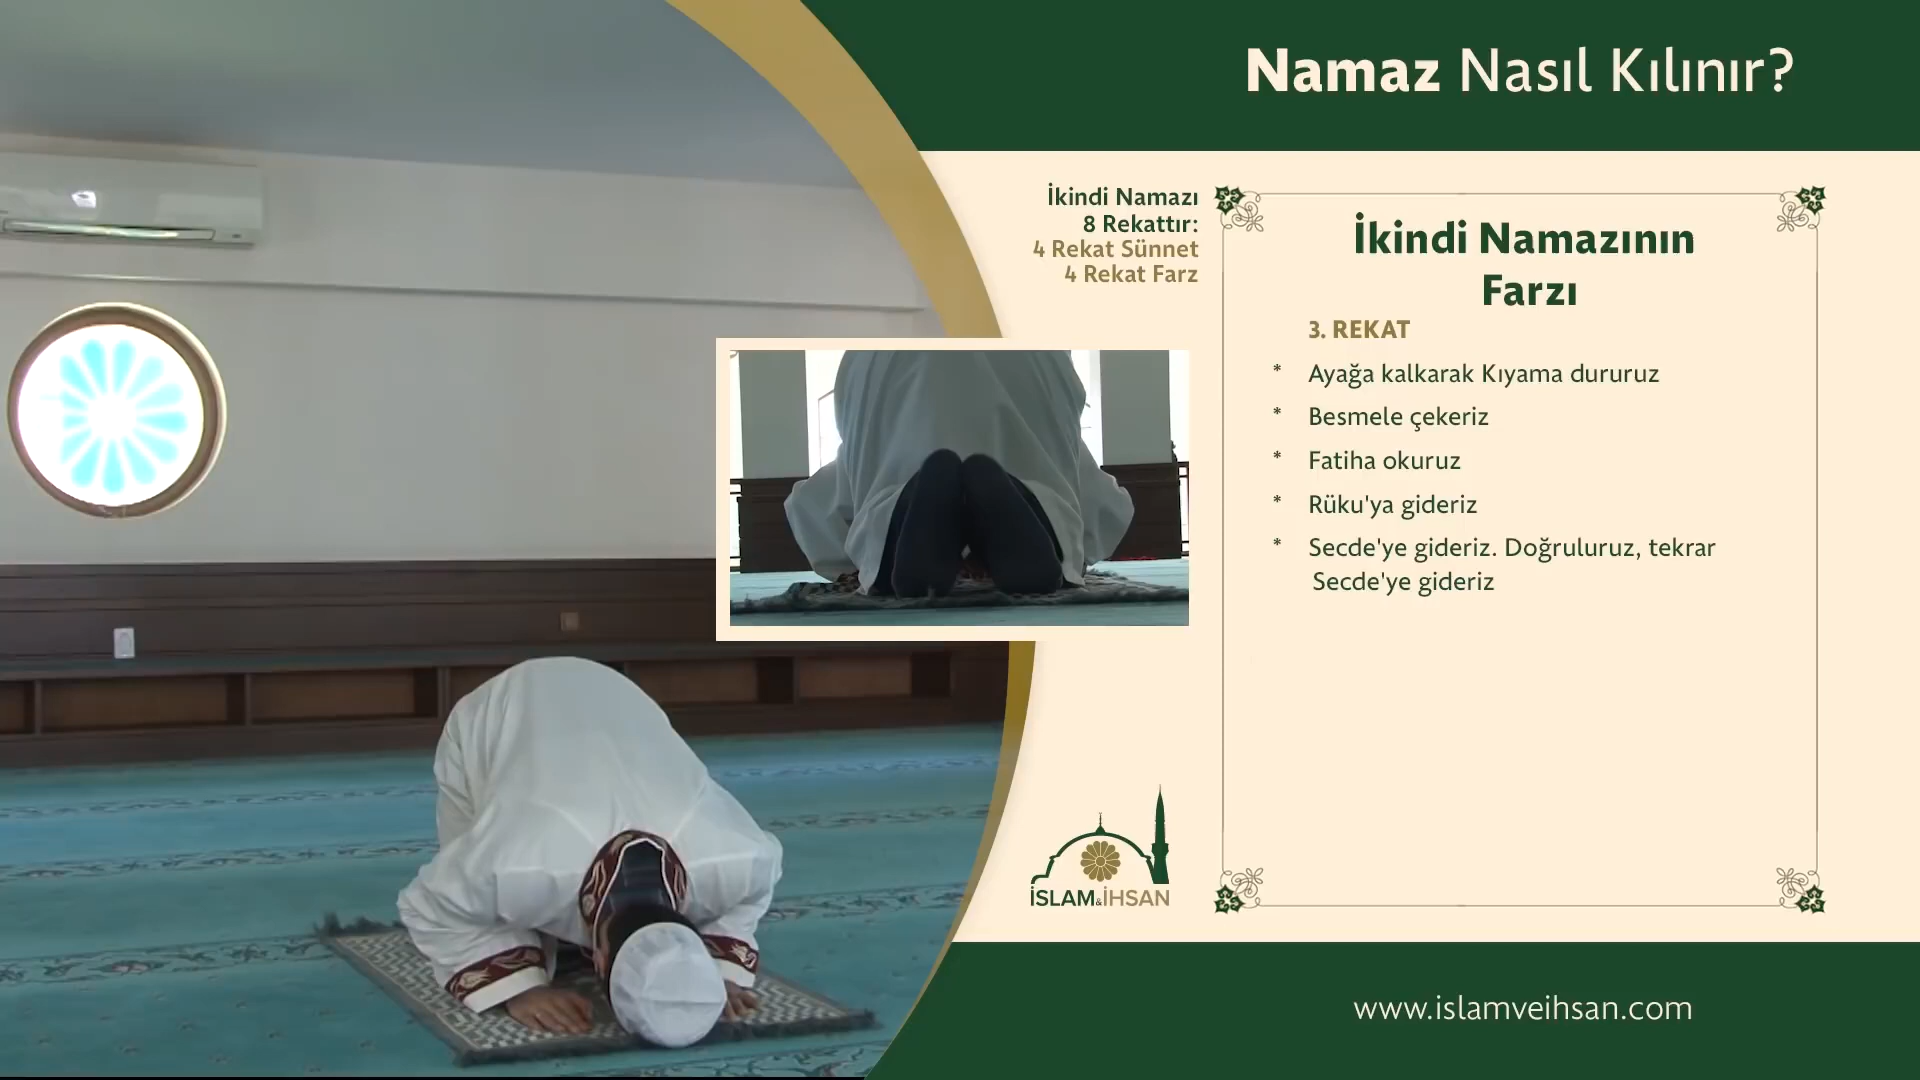 Namaz Nasıl Kılınır?
İkindi Namazı
8 Rekattır:
4 Rekat Sünnet
4 Rekat Farz
İkindi Namazının
Farzı
3. REKAT
* Ayağa kalkarak Kıyama dururuz
* Besmele çekeriz
* Fatiha okuruz
* Rüku'ya gideriz
* Secde'ye gideriz. Doğruluruz, tekrar
Secde'ye gideriz
İSLAM&İHSAN
www.islamveihsan.com